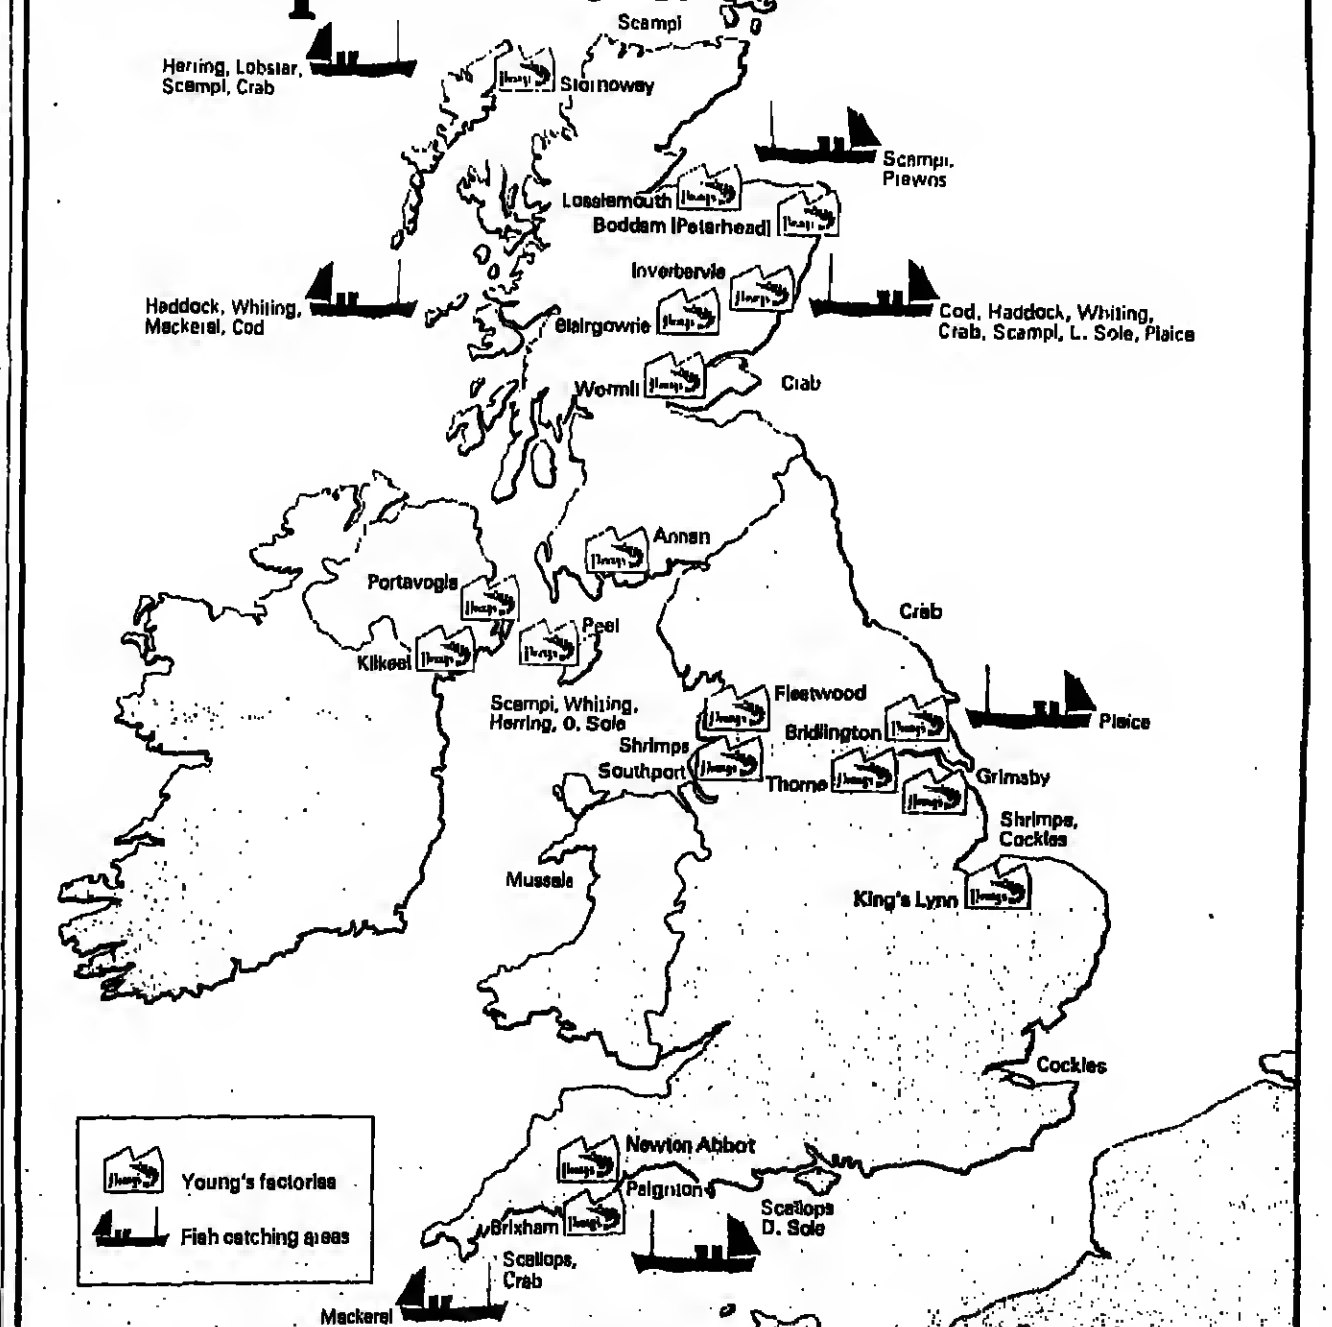 Scampi
Herring, Lobster,
Scampi, Crab
Stornoway
Scampi,
Prawns
Lossiemouth
Boddam [Peterhead]
Inverbervie
Haddock, Whiting,
Mackerel, Cod
Blairgowrie
Cod, Haddock, Whiting,
Crab, Scampi, L. Sole, Plaice
Wormit
Crab
Annan
Portavogie
Crab
Peel
Kilkeel
Scampi, Whiting,
Herring, O. Sole
Fleetwood
Bridlington
Plaice
Shrimps
Southport
Thorne
Grimsby
Shrimps,
Cockles
Mussels
King's Lynn
Cockles
Newton Abbot
Paignton
Scallops
D. Sole
Brixham
Scallops,
Crab
Mackerel
Young's factories
Fish catching areas